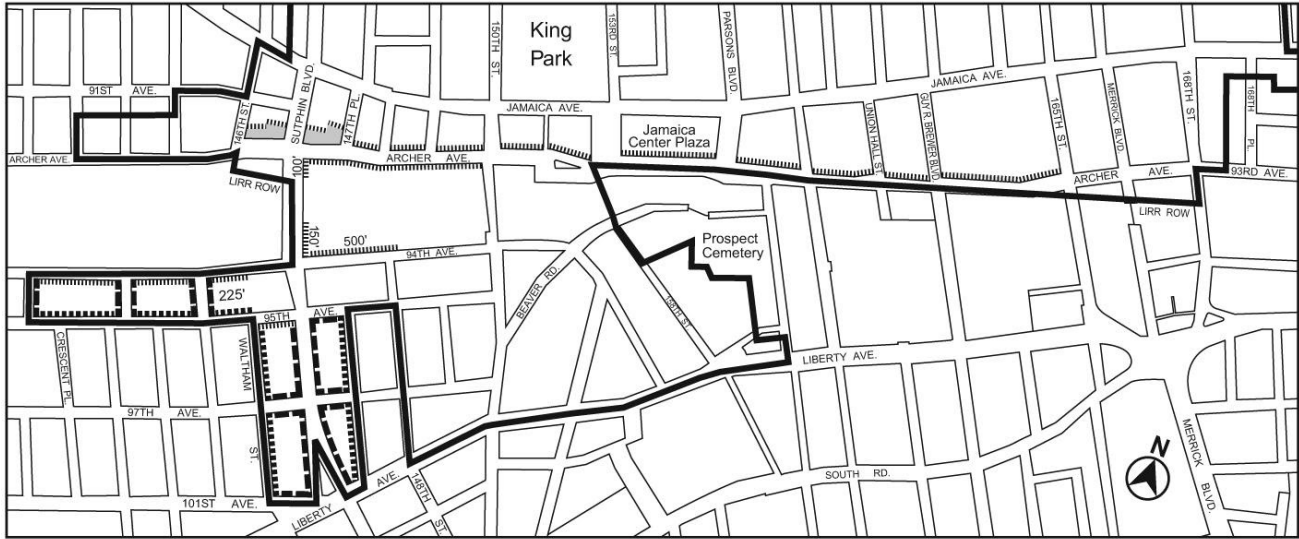 King
Park
150TH ST.
153RD ST.
PARSONS BLVD.
SUTPHIN BLVD.
91ST AVE.
JAMAICA AVE.
JAMAICA AVE.
146TH ST.
147TH PL.
UNION HALL ST.
GUY R. BREWER BLVD.
165TH ST.
MERRICK BLVD.
168TH ST.
168TH PL.
Jamaica
Center Plaza
ARCHER AVE.
ARCHER AVE.
ARCHER AVE.
93RD AVE.
100'
LIRR ROW
LIRR ROW
150'
500'
94TH AVE.
Prospect
Cemetery
BEAVER RD.
158TH ST.
225'
95TH AVE.
CRESCENT PL.
WALTHAM ST.
LIBERTY AVE.
97TH AVE.
MERRICK BLVD.
N
SOUTH RD.
148TH ST.
101ST AVE.
LIBERTY AVE.